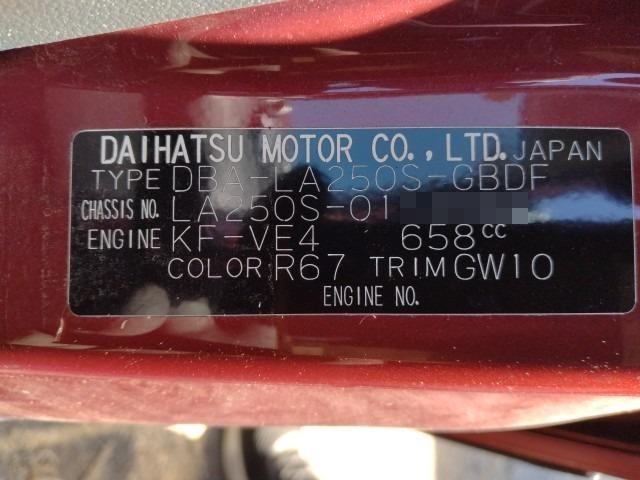 DAIHATSU MOTOR CO., LTD. JAPAN
TYPE DBA-LA250S-GBDF
CHASSIS NO. LA250S-01
ENGINE KF-VE4 658cc
COLOR R67 TRIM GW10
ENGINE NO.